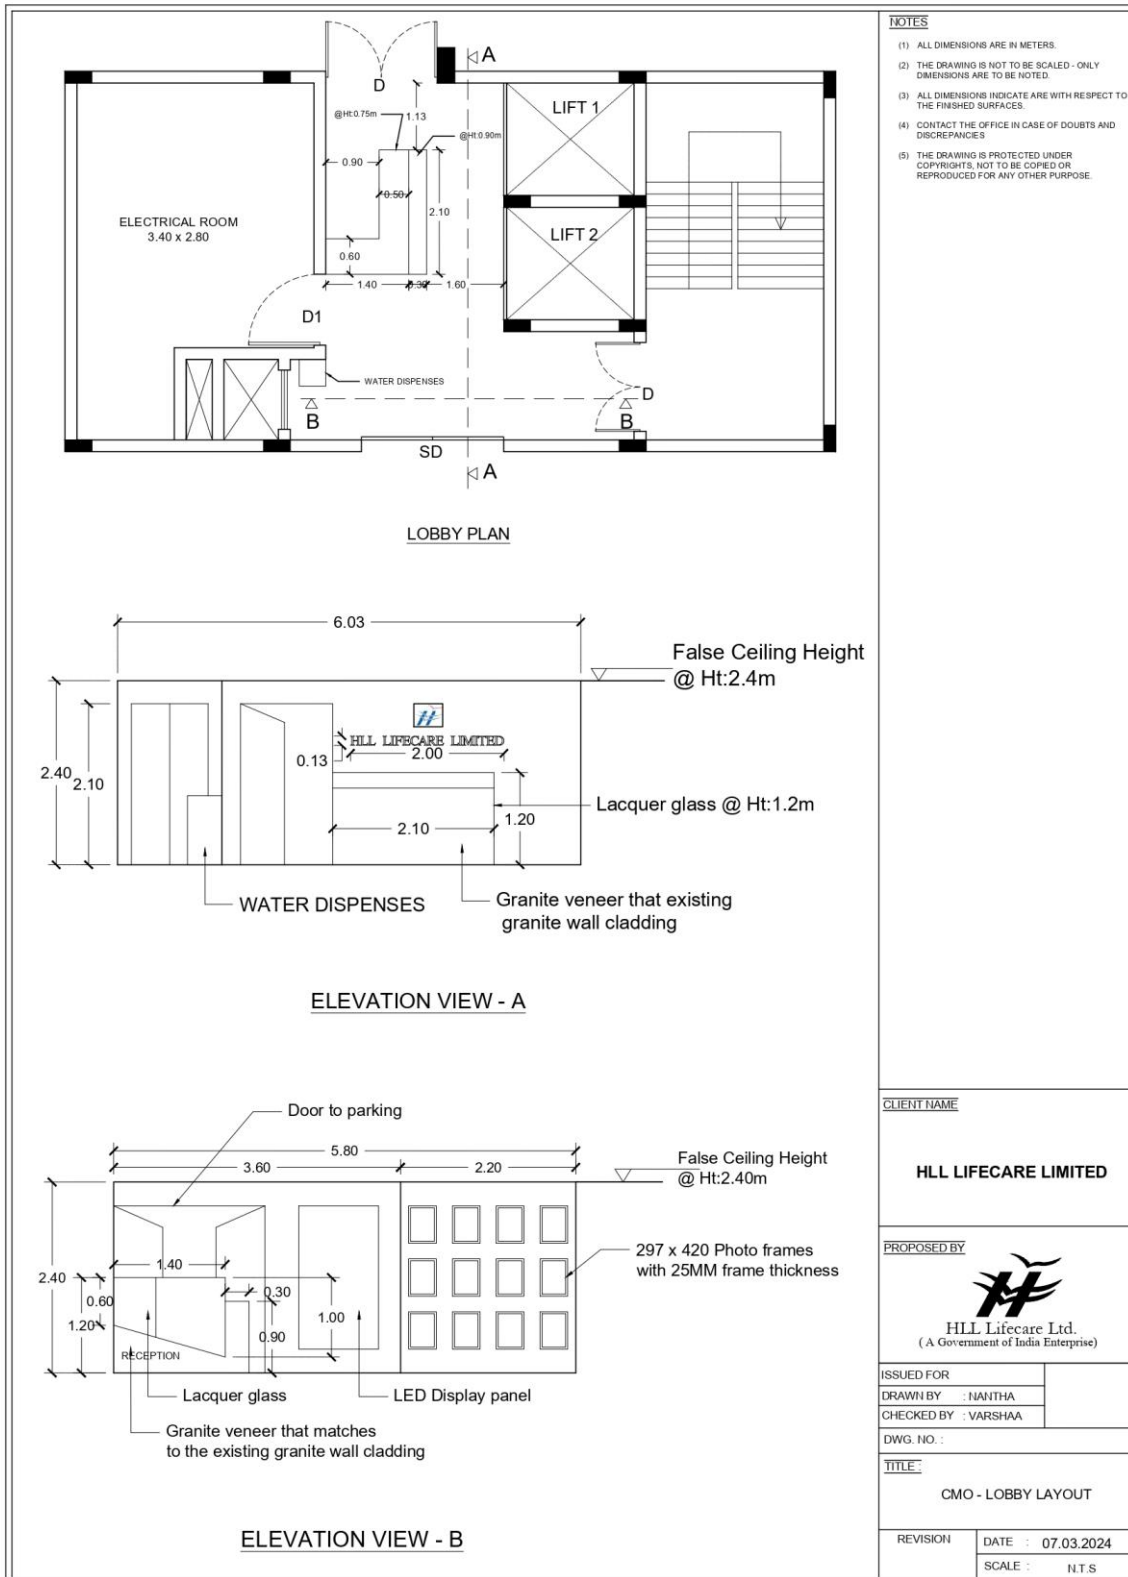 NOTES
(1) ALL DIMENSIONS ARE IN METERS.
(2) THE DRAWING IS NOT TO BE SCALED - ONLY
DIMENSIONS ARE TO BE NOTED.
(3) ALL DIMENSIONS INDICATE ARE WITH RESPECT TO
THE FINISHED SURFACES.
(4) CONTACT THE OFFICE IN CASE OF DOUBTS AND
DISCREPANCIES
(5) THE DRAWING IS PROTECTED UNDER
COPYRIGHTS, NOT TO BE COPIED OR
REPRODUCED FOR ANY OTHER PURPOSE.
A
D
@Ht:0.75m
1.13
@Ht:0.90m
LIFT 1
0.90
0.50
2.10
ELECTRICAL ROOM
3.40 x 2.80
LIFT 2
0.60
1.40
0.30
1.60
D1
WATER DISPENSES
D
B
B
SD
A
LOBBY PLAN
6.03
False Ceiling Height
@ Ht:2.4m
HLL LIFECARE LIMITED
2.00
0.13
2.40
2.10
Lacquer glass @ Ht:1.2m
1.20
2.10
WATER DISPENSES
Granite veneer that existing
granite wall cladding
ELEVATION VIEW - A
Door to parking
5.80
3.60
2.20
False Ceiling Height
@ Ht:2.40m
1.40
297 x 420 Photo frames
with 25MM frame thickness
2.40
0.60
0.30
1.20
1.00
0.90
RECEPTION
Lacquer glass
LED Display panel
Granite veneer that matches
to the existing granite wall cladding
ELEVATION VIEW - B
CLIENT NAME
HLL LIFECARE LIMITED
PROPOSED BY
HLL Lifecare Ltd.
( A Government of India Enterprise)
ISSUED FOR
DRAWN BY : NANTHA
CHECKED BY : VARSHAA
DWG. NO. :
TITLE :
CMO - LOBBY LAYOUT
REVISION
DATE : 07.03.2024
SCALE : N.T.S